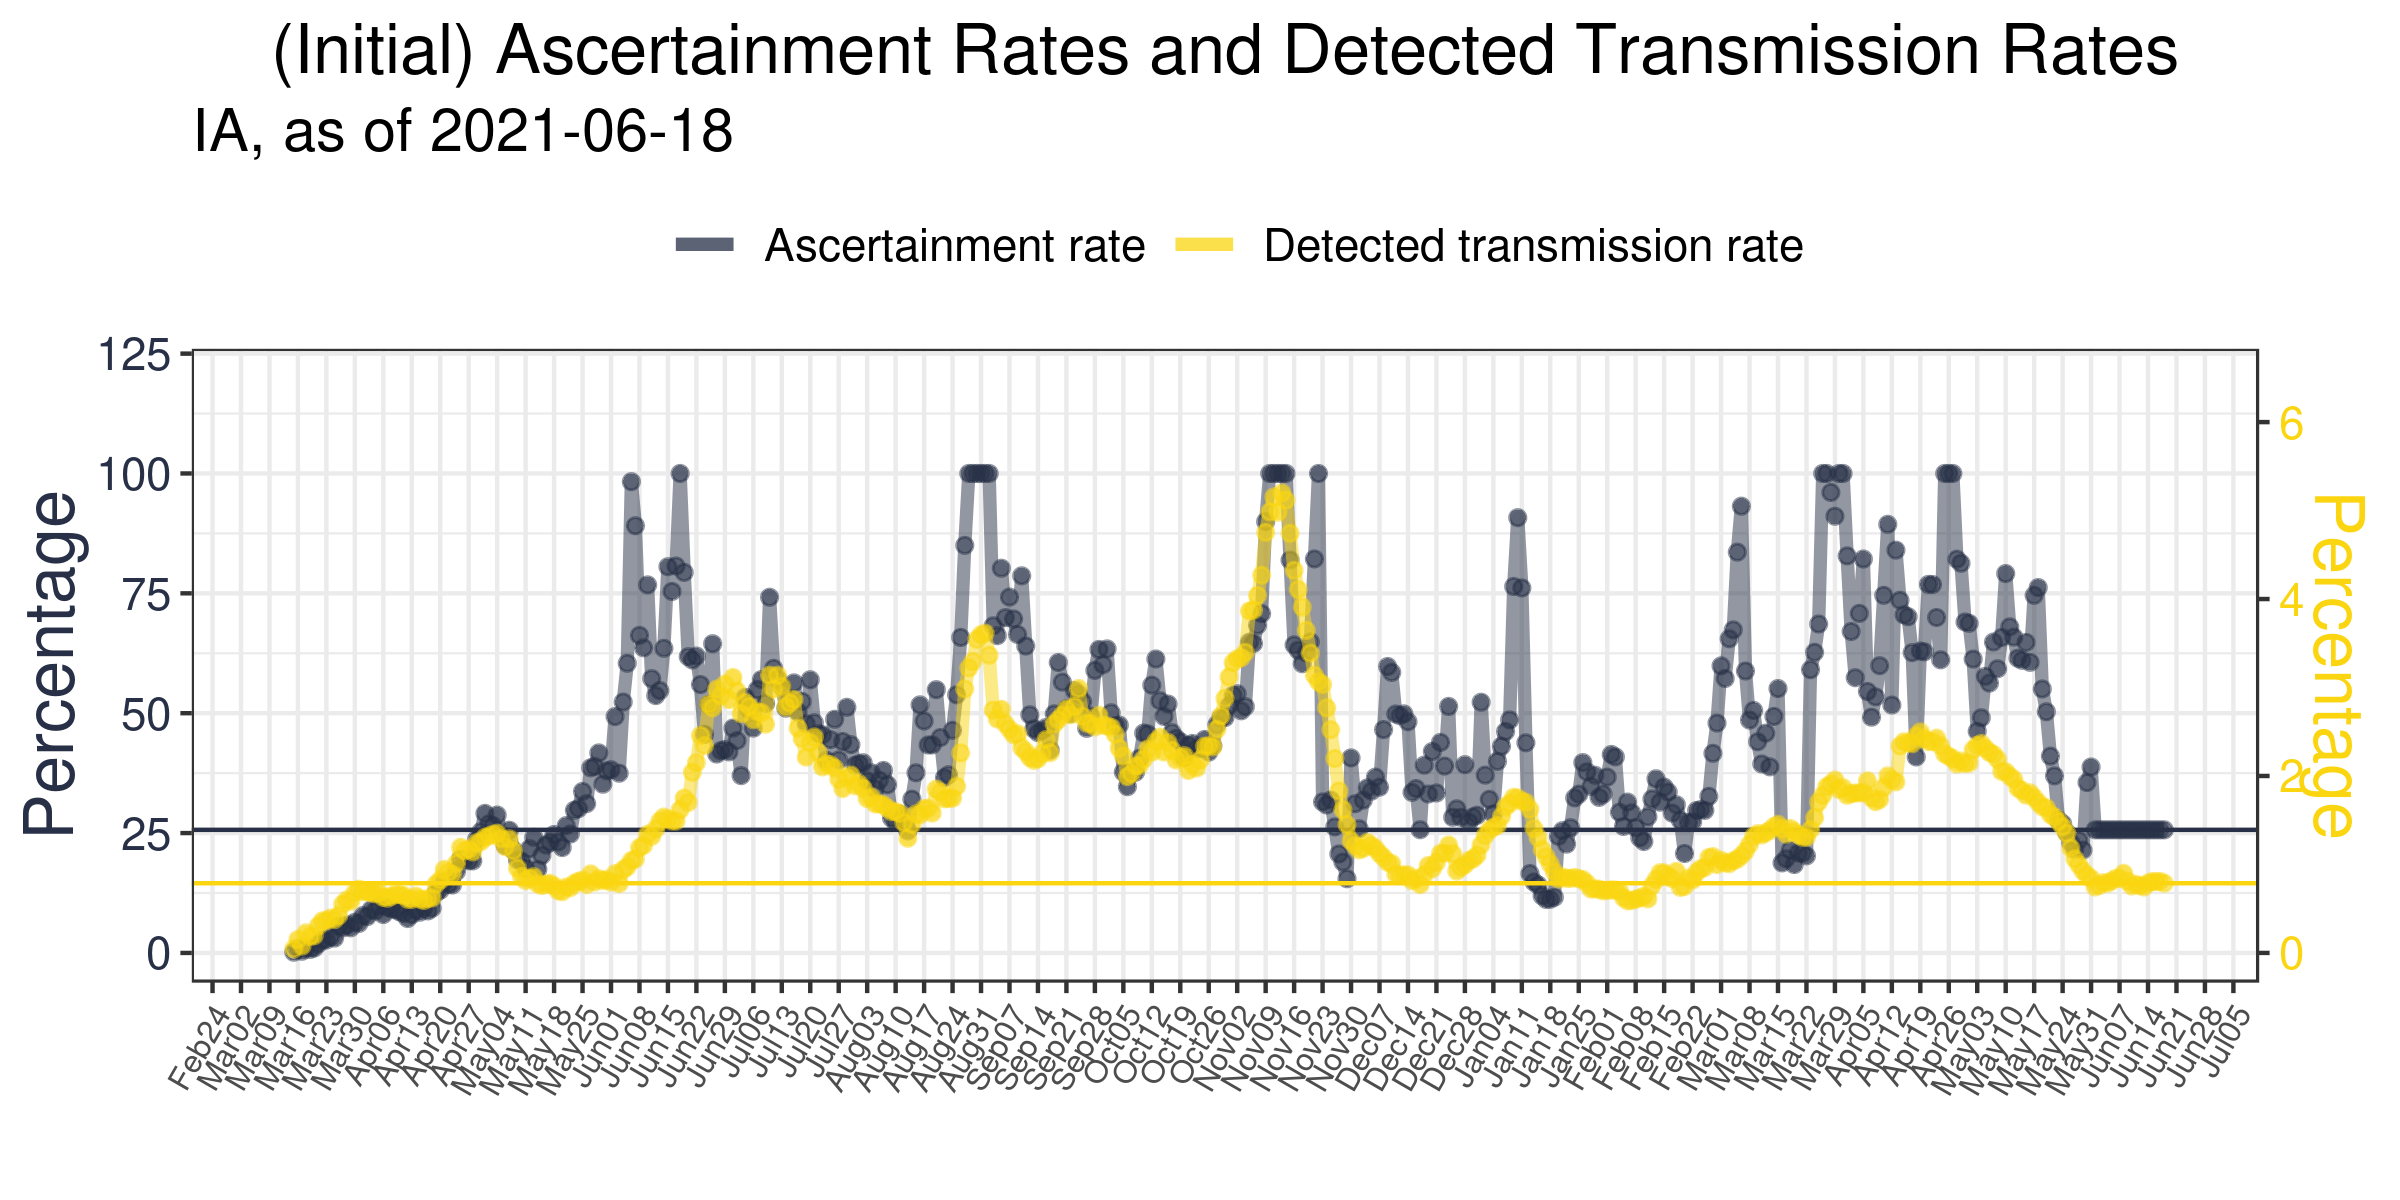 (Initial) Ascertainment Rates and Detected Transmission Rates
IA, as of 2021-06-18
Ascertainment rate
Detected transmission rate
Percentage
125
100
75
50
25
0
6
4
2
0
Percentage
Feb24
Mar02
Mar09
Mar16
Mar23
Mar30
Apr06
Apr13
Apr20
Apr27
May04
May11
May18
May25
Jun01
Jun08
Jun15
Jun22
Jun29
Jul06
Jul13
Jul20
Jul27
Aug03
Aug10
Aug17
Aug24
Aug31
Sep07
Sep14
Sep21
Sep28
Oct05
Oct12
Oct19
Oct26
Nov02
Nov09
Nov16
Nov23
Nov30
Dec07
Dec14
Dec21
Dec28
Jan04
Jan11
Jan18
Jan25
Feb01
Feb08
Feb15
Feb22
Mar01
Mar08
Mar15
Mar22
Mar29
Apr05
Apr12
Apr19
Apr26
May03
May10
May17
May24
May31
Jun07
Jun14
Jun21
Jun28
Jul05